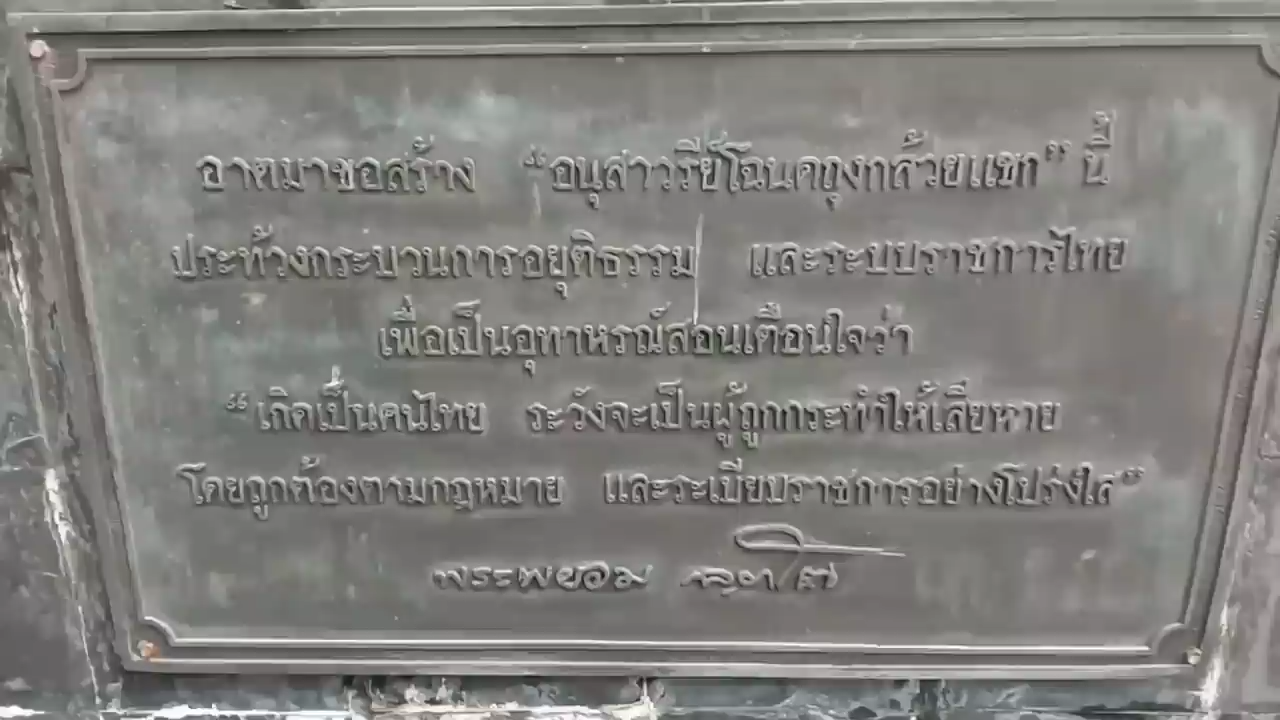 อาตมาขอสร้าง “อนุสาวรีย์โฉนดถุงกล้วยแขก” นี้
ประท้วงกระบวนการอยุติธรรม และระบบราชการไทย
เพื่อเป็นอุทาหรณ์สอนเตือนใจว่า
“เกิดเป็นคนไทย ระวังจะเป็นผู้ถูกกระทำให้เสียหาย
โดยถูกต้องตามกฎหมาย และระเบียบราชการอย่างโปร่งใส”
พระพยอม